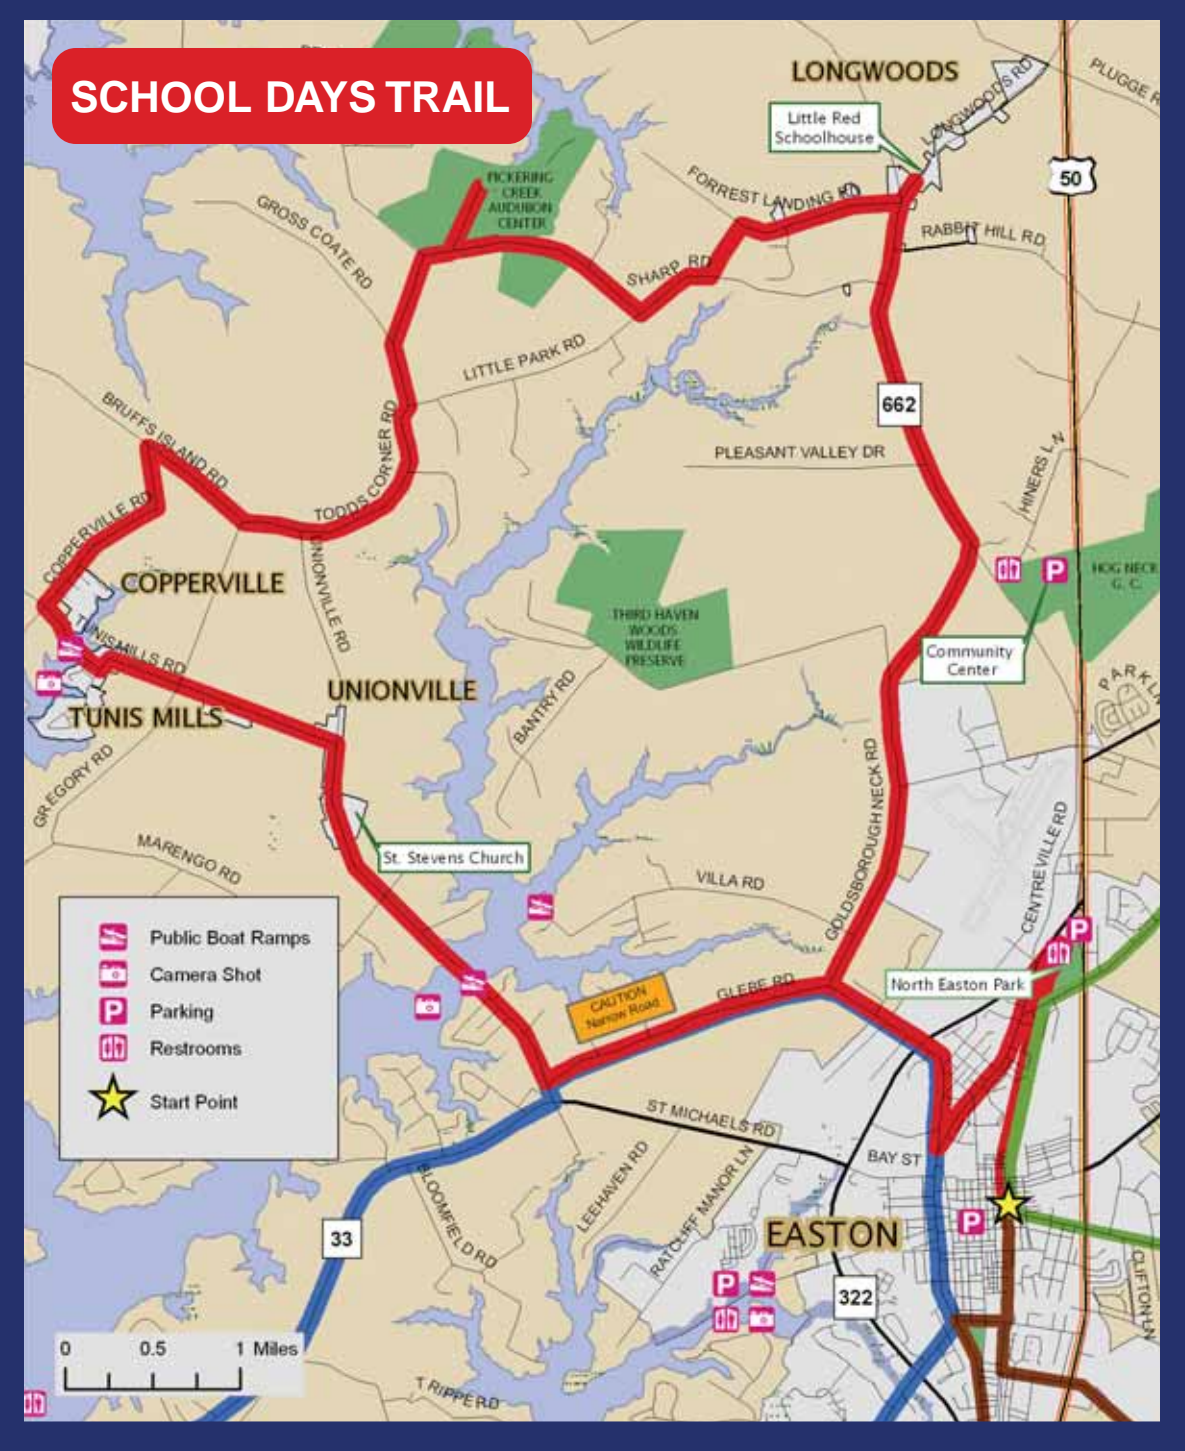 SCHOOL DAYS TRAIL
LONGWOODS
PLUGGE R
LONGWOODS RD
Little Red
Schoolhouse
50
PICKERING
CREEK
AUDUBON
CENTER
FORREST LANDING RD
GROSS COATE RD
RABBIT HILL RD
SHARP RD
LITTLE PARK RD
662
BRUFFS ISLAND RD
TODDS CORNER RD
PLEASANT VALLEY DR
HINERS LN
COPPERVILLE RD
COPPERVILLE
UNIONVILLE RD
P
HOG NECK
G. C.
THIRD HAVEN
WOODS
WILDLIFE
PRESERVE
TUNIS MILLS RD
Community
Center
PARK LN
UNIONVILLE
TUNIS MILLS
BANTRY RD
GREGORY RD
GOLDSBOROUGH NECK RD
CENTREVILLE RD
MARENGO RD
St. Stevens Church
VILLA RD
Public Boat Ramps
Camera Shot
P Parking
Restrooms
Start Point
P
North Easton Park
GLEBE RD
CAUTION
Narrow Road
ST MICHAELS RD
BAY ST
BLOOMFIELD RD
LEEHAVEN RD
RATCLIFF MANOR LN
33
EASTON
P
P
322
CLIFTON LN
0 0.5 1 Miles
T RIPPE RD